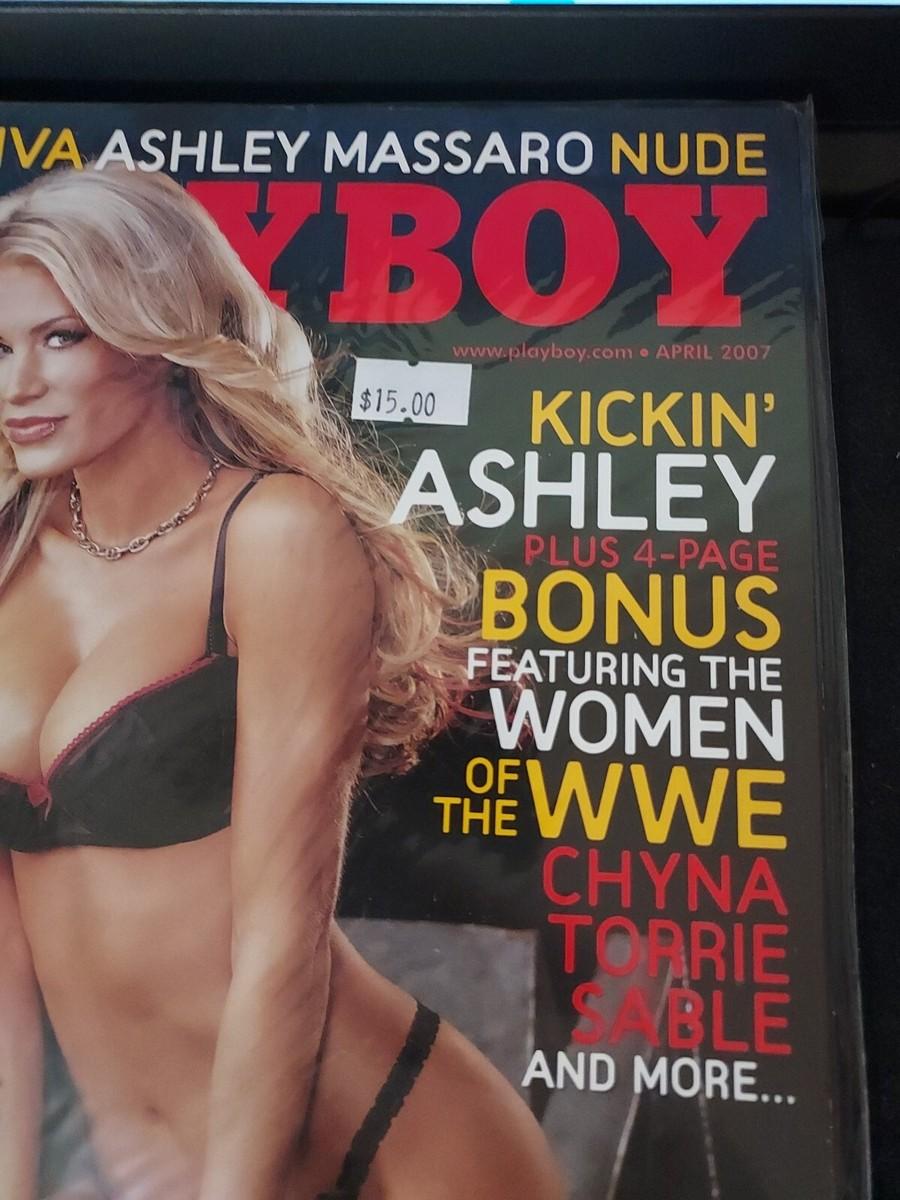 IVA ASHLEY MASSARO NUDE
YBOY
www.playboy.com • APRIL 2007
$15.00
KICKIN'
ASHLEY
PLUS 4-PAGE
BONUS
FEATURING THE
WOMEN
OF THE WWE
CHYNA
TORRIE
SABLE
AND MORE...